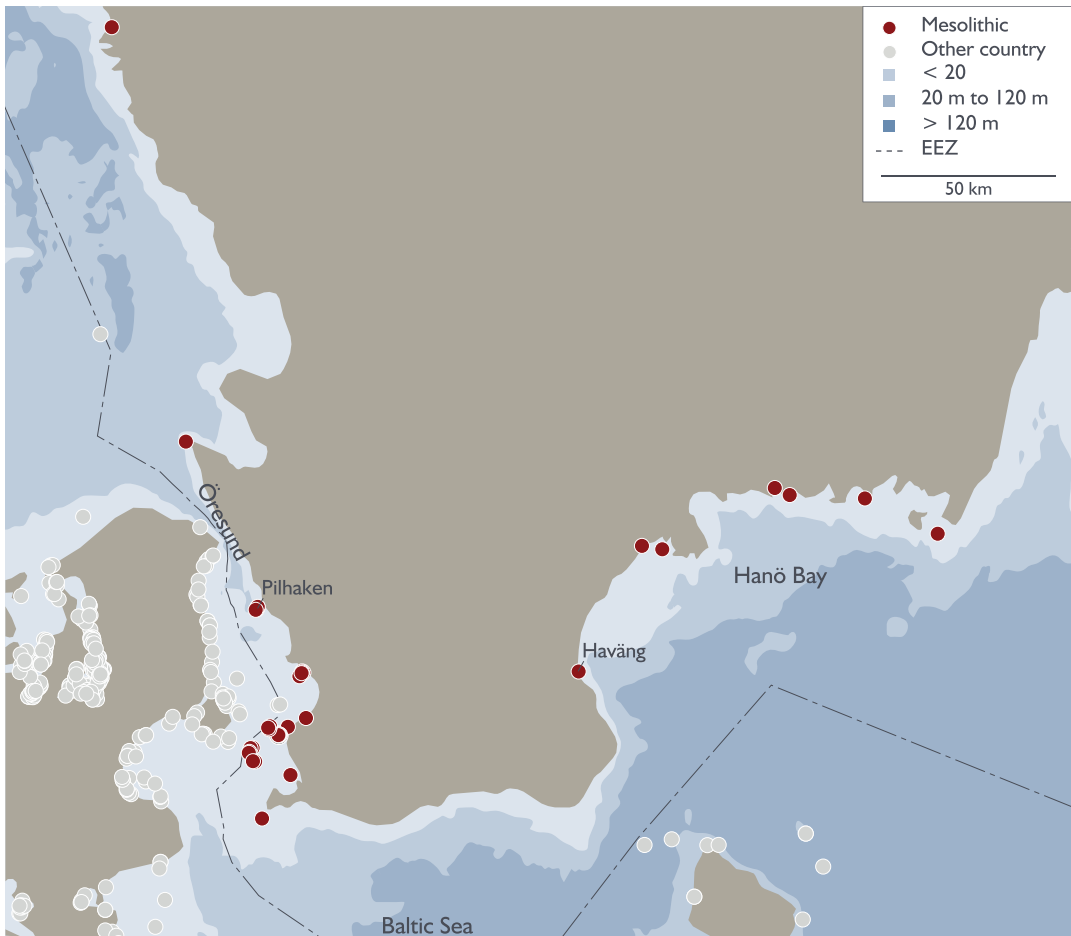 Mesolithic
Other country
< 20
20 m to 120 m
> 120 m
EEZ
50 km
Öresund
Pilhaken
Hanö Bay
Haväng
Baltic Sea